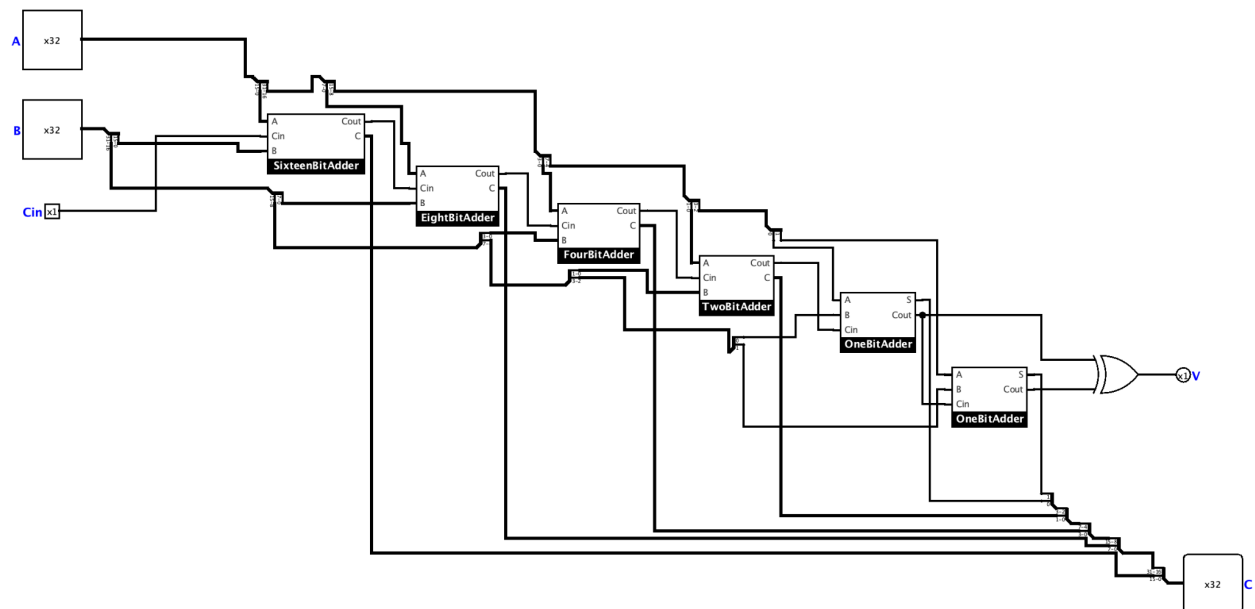 A
x32
B
x32
Cin
x1
A
Cout
Cin
C
B
SixteenBitAdder
A
Cout
Cin
C
B
EightBitAdder
A
Cout
Cin
C
B
FourBitAdder
A
Cout
Cin
C
B
TwoBitAdder
A
S
B
Cout
Cin
OneBitAdder
A
S
B
Cout
Cin
OneBitAdder
x1
V
x32
C